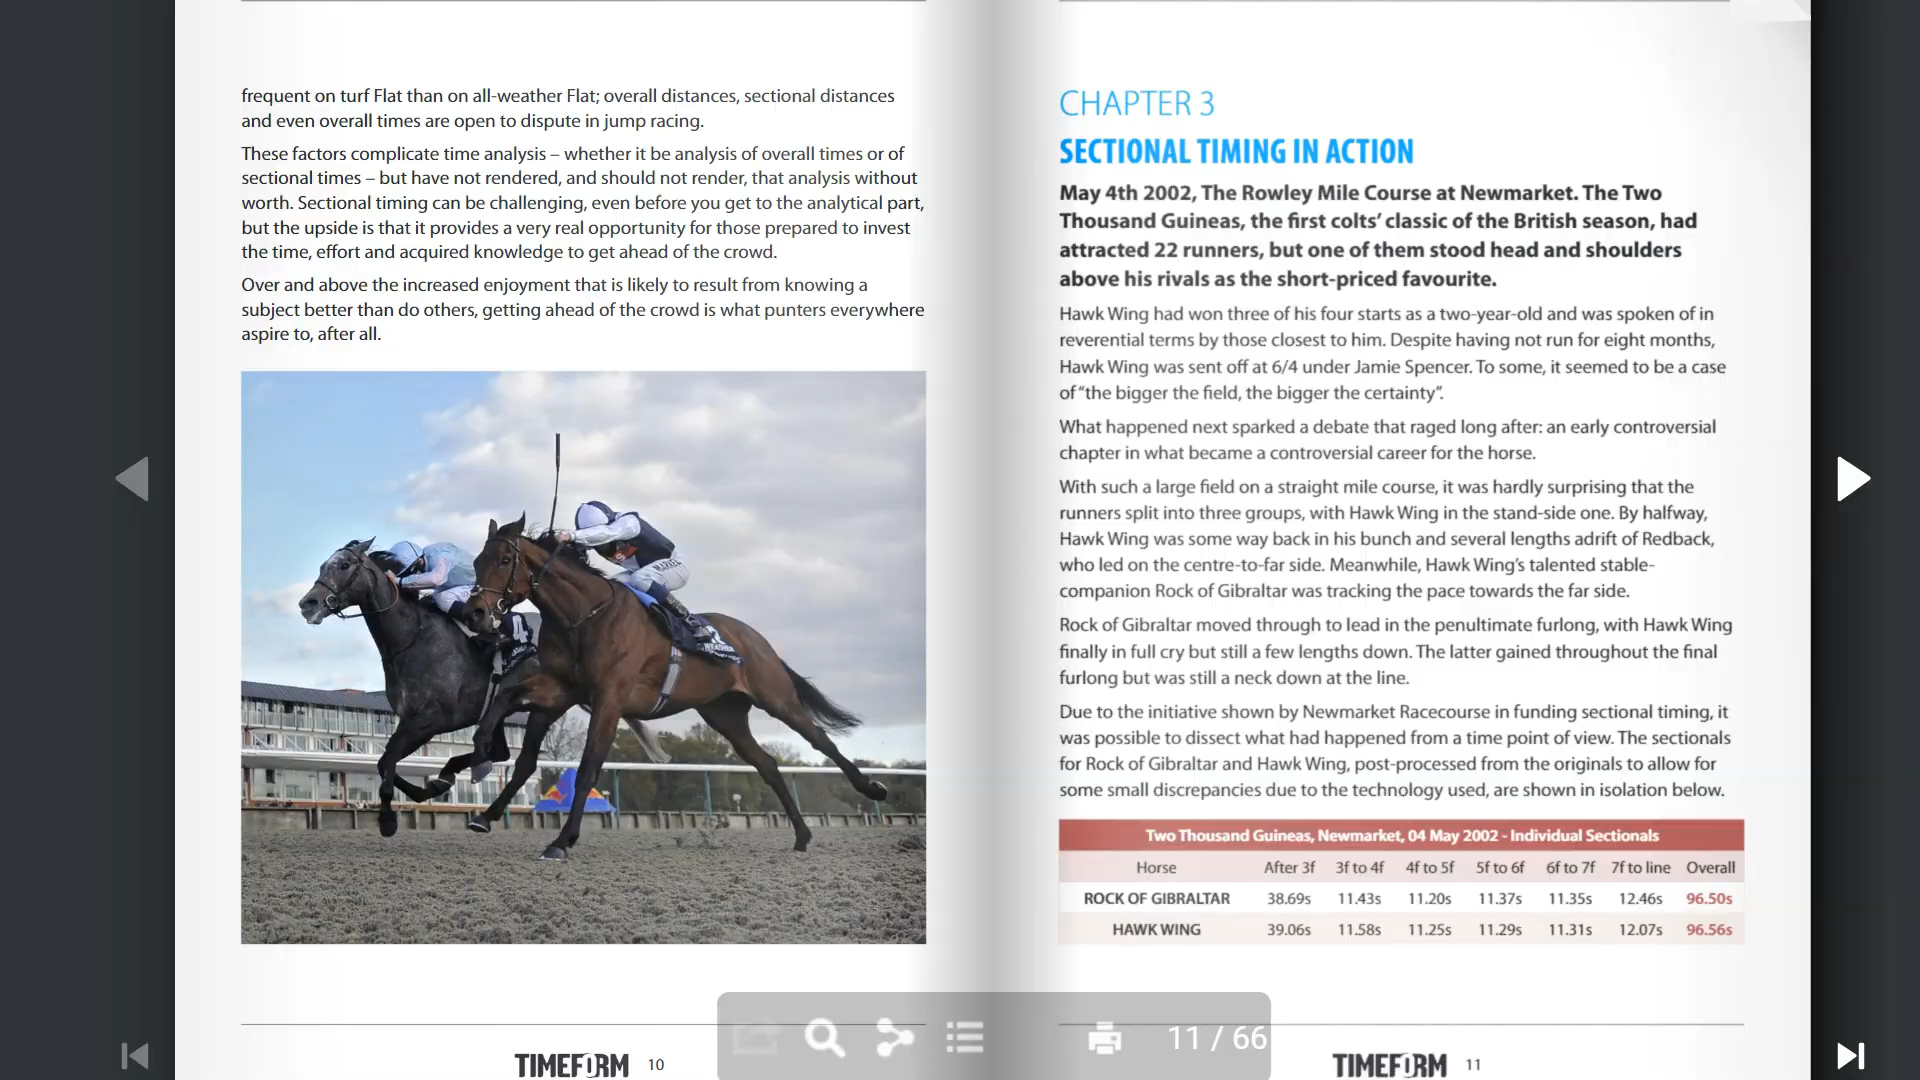 frequent on turf Flat than on all-weather Flat; overall distances, sectional distances
and even overall times are open to dispute in jump racing.
These factors complicate time analysis – whether it be analysis of overall times or of
sectional times – but have not rendered, and should not render, that analysis without
worth. Sectional timing can be challenging, even before you get to the analytical part,
but the upside is that it provides a very real opportunity for those prepared to invest
the time, effort and acquired knowledge to get ahead of the crowd.
Over and above the increased enjoyment that is likely to result from knowing a
subject better than do others, getting ahead of the crowd is what punters everywhere
aspire to, after all.
4
TIMEFORM 10
CHAPTER 3
SECTIONAL TIMING IN ACTION
May 4th 2002, The Rowley Mile Course at Newmarket. The Two
Thousand Guineas, the first colts' classic of the British season, had
attracted 22 runners, but one of them stood head and shoulders
above his rivals as the short-priced favourite.
Hawk Wing had won three of his four starts as a two-year-old and was spoken of in
reverential terms by those closest to him. Despite having not run for eight months,
Hawk Wing was sent off at 6/4 under Jamie Spencer. To some, it seemed to be a case
of "the bigger the field, the bigger the certainty".
What happened next sparked a debate that raged long after: an early controversial
chapter in what became a controversial career for the horse.
With such a large field on a straight mile course, it was hardly surprising that the
runners split into three groups, with Hawk Wing in the stand-side one. By halfway,
Hawk Wing was some way back in his bunch and several lengths adrift of Redback,
who led on the centre-to-far side. Meanwhile, Hawk Wing's talented stable-
companion Rock of Gibraltar was tracking the pace towards the far side.
Rock of Gibraltar moved through to lead in the penultimate furlong, with Hawk Wing
finally in full cry but still a few lengths down. The latter gained throughout the final
furlong but was still a neck down at the line.
Due to the initiative shown by Newmarket Racecourse in funding sectional timing, it
was possible to dissect what had happened from a time point of view. The sectionals
for Rock of Gibraltar and Hawk Wing, post-processed from the originals to allow for
some small discrepancies due to the technology used, are shown in isolation below.
Two Thousand Guineas, Newmarket, 04 May 2002 - Individual Sectionals
Horse After 3f 3f to 4f 4f to 5f 5f to 6f 6f to 7f 7f to line Overall
ROCK OF GIBRALTAR 38.69s 11.43s 11.20s 11.37s 11.35s 12.46s 96.50s
HAWK WING 39.06s 11.58s 11.25s 11.29s 11.31s 12.07s 96.56s
TIMEFORM 11
11 / 66